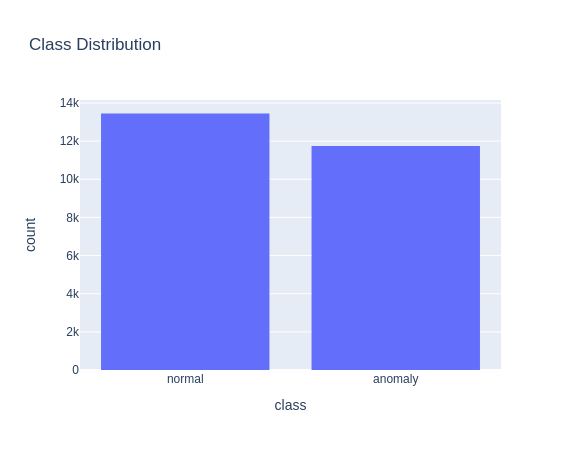 Class Distribution
14k
12k
10k
8k
6k
4k
2k
0
count
normal anomaly
class